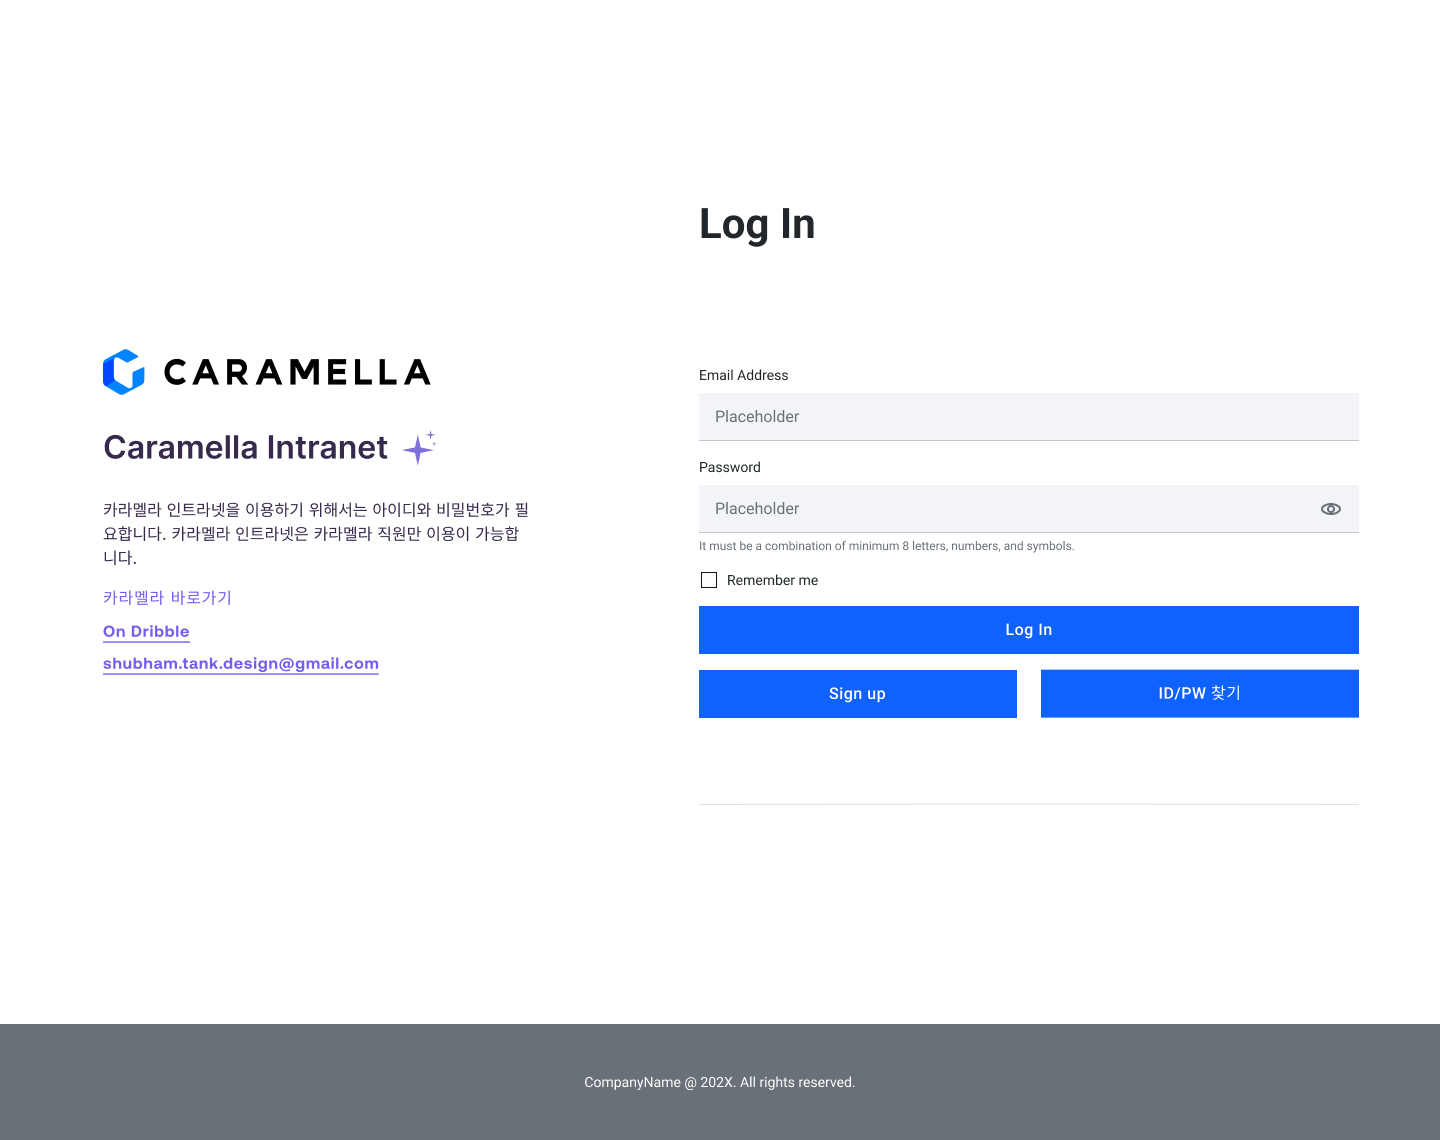 Log In
CARAMELLA
Caramella Intranet
카라멜라 인트라넷을 이용하기 위해서는 아이디와 비밀번호가 필
요합니다. 카라멜라 인트라넷은 카라멜라 직원만 이용이 가능합
니다.
카라멜라 바로가기
On Dribble
shubham.tank.design@gmail.com
Email Address
Placeholder
Password
Placeholder
It must be a combination of minimum 8 letters, numbers, and symbols.
Remember me
Log In
Sign up
ID/PW 찾기
CompanyName @ 202X. All rights reserved.